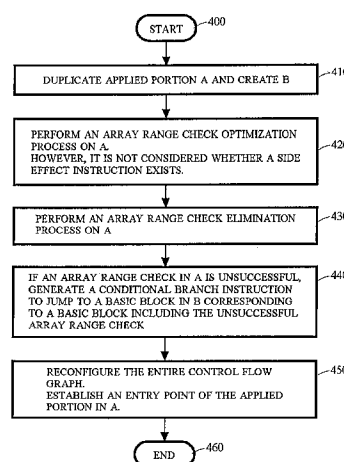 START
400
410
DUPLICATE APPLIED PORTION A AND CREATE B
420
PERFORM AN ARRAY RANGE CHECK OPTIMIZATION
PROCESS ON A.
HOWEVER, IT IS NOT CONSIDERED WHETHER A SIDE
EFFECT INSTRUCTION EXISTS.
430
PERFORM AN ARRAY RANGE CHECK ELIMINATION
PROCESS ON A
440
IF AN ARRAY RANGE CHECK IN A IS UNSUCCESSFUL,
GENERATE A CONDITIONAL BRANCH INSTRUCTION
TO JUMP TO A BASIC BLOCK IN B CORRESPONDING
TO A BASIC BLOCK INCLUDING THE UNSUCCESSFUL
ARRAY RANGE CHECK
450
RECONFIGURE THE ENTIRE CONTROL FLOW
GRAPH.
ESTABLISH AN ENTRY POINT OF THE APPLIED
PORTION IN A.
END
460